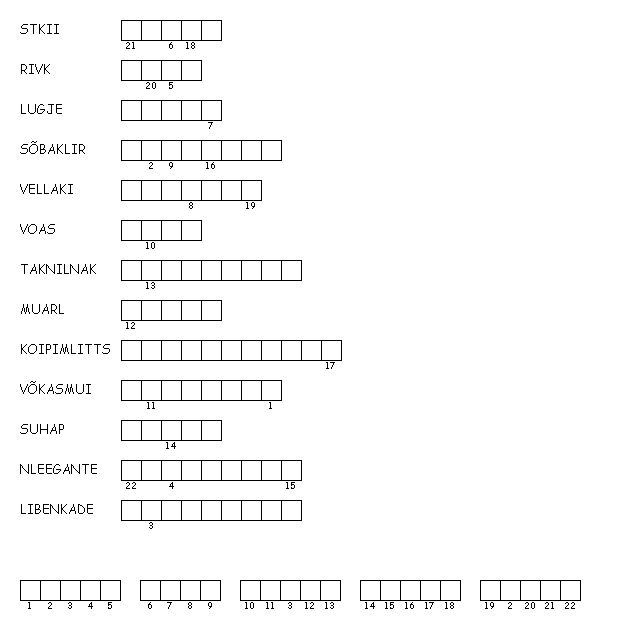 STKII
21 6 18
RIVK
20 5
LUGJE
7
SÕBAKLIR
2 9 16
VELLAKI
8 19
VOAS
10
TAKNILNAK
13
MUARL
12
KOIPIMLITTS
17
VÕKASMUI
11 1
SUHAP
14
NLEEGANTE
22 4 15
LIBENKADE
3
1 2 3 4 5 6 7 8 9 10 11 3 12 13 14 15 16 17 18 19 2 20 21 22